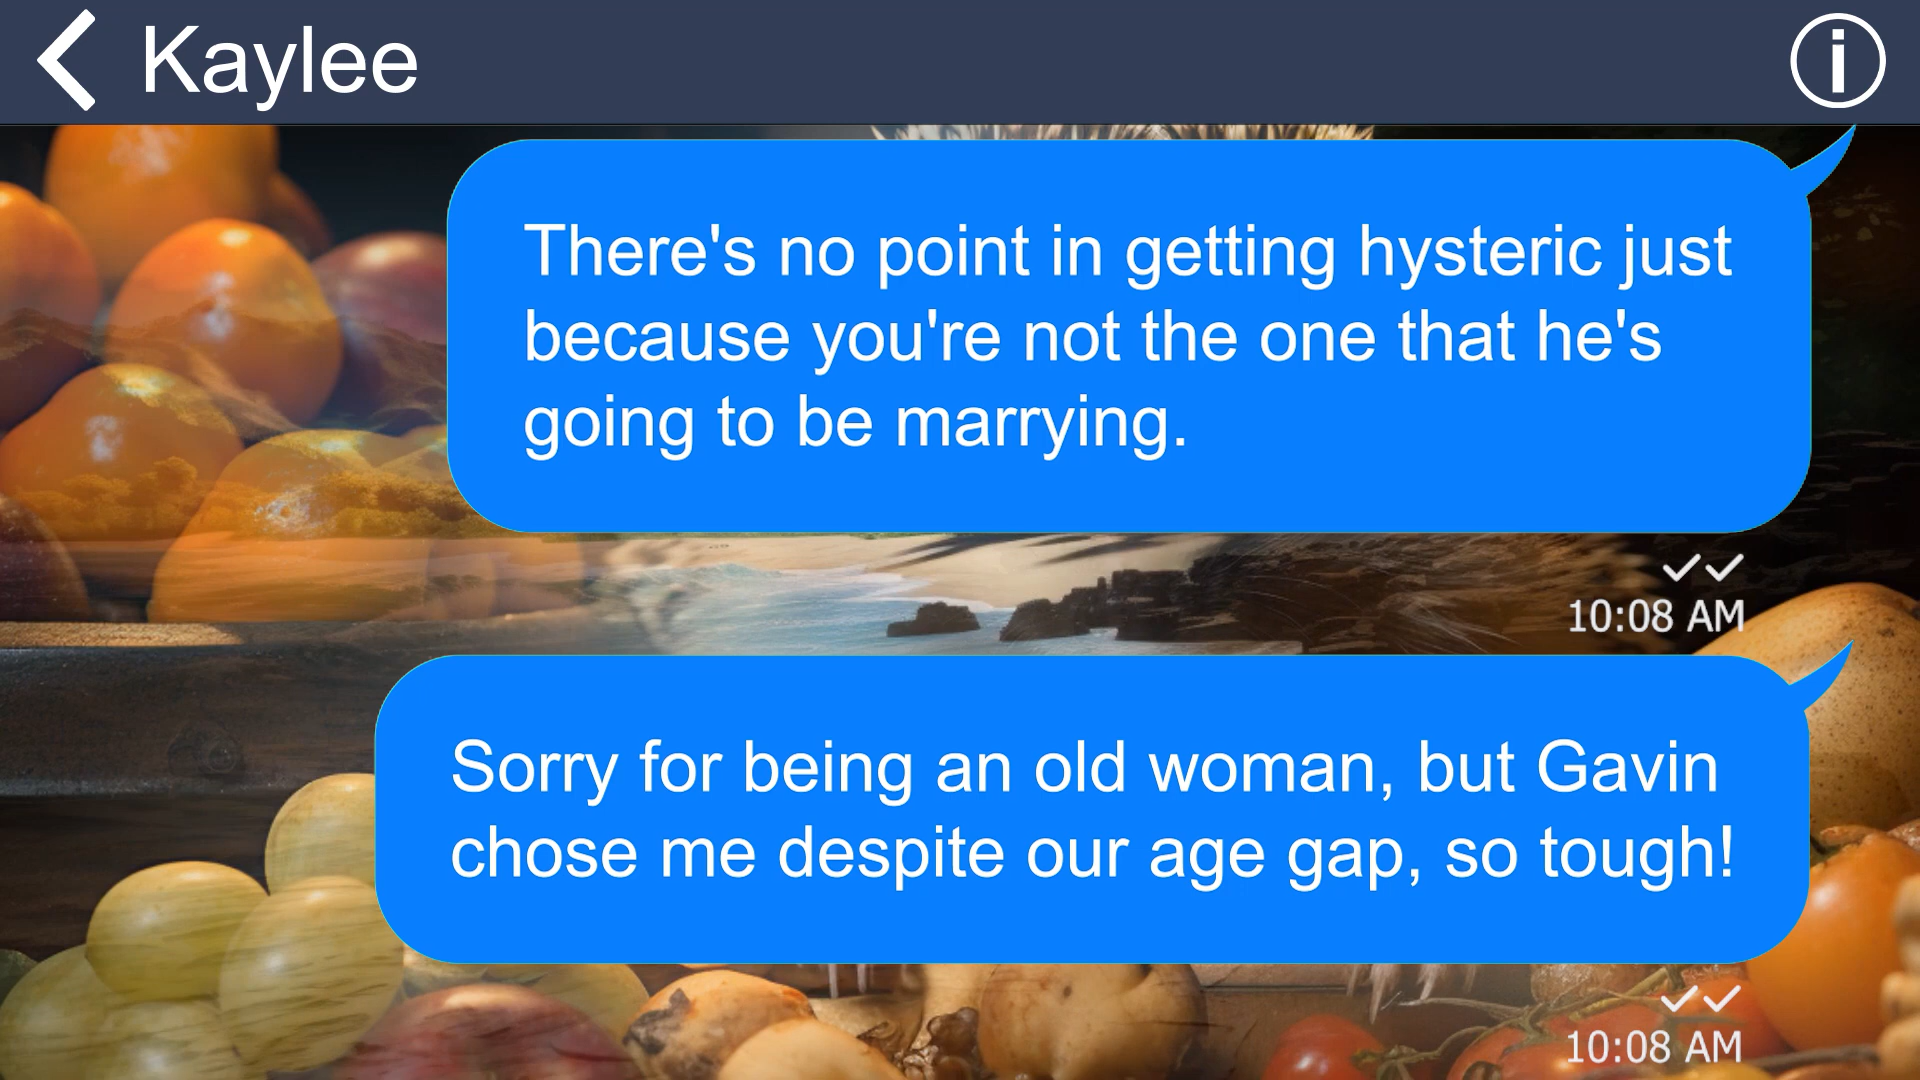 Kaylee
There's no point in getting hysteric just
because you're not the one that he's
going to be marrying.
10:08 AM
Sorry for being an old woman, but Gavin
chose me despite our age gap, so tough!
10:08 AM